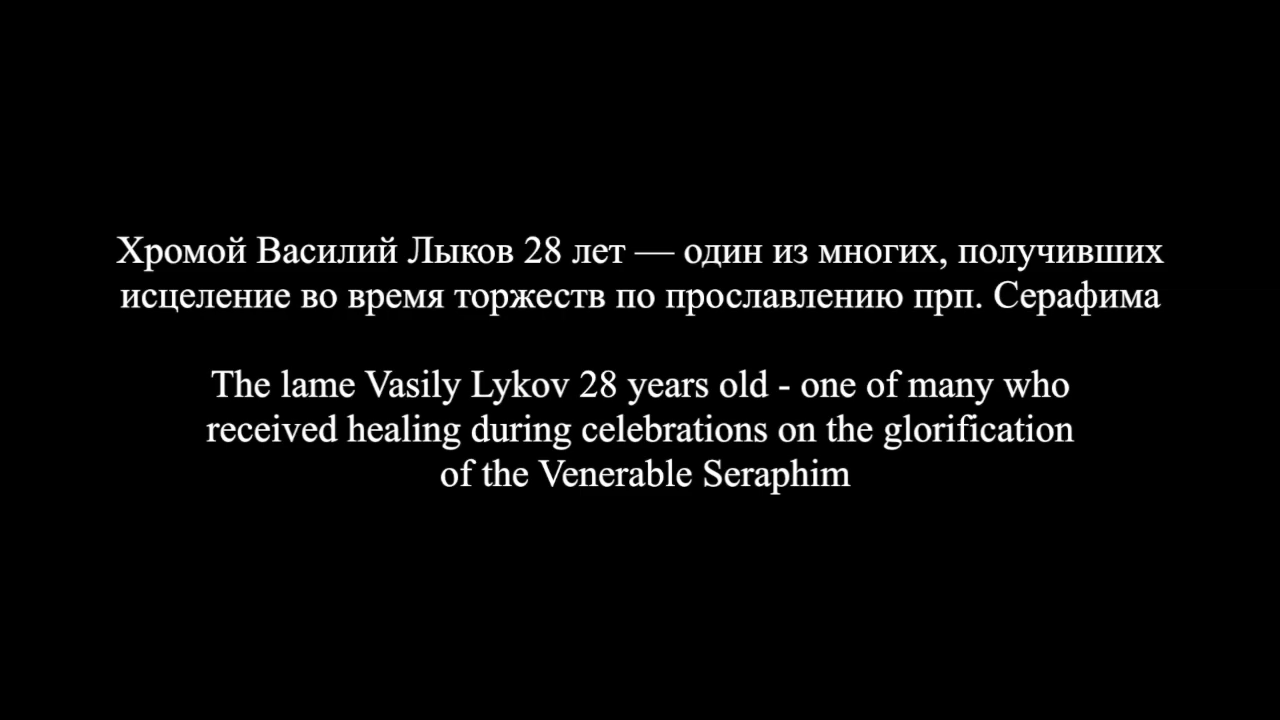 Хромой Василий Лыков 28 лет — один из многих, получивших
исцеление во время торжеств по прославлению прп. Серафима
The lame Vasily Lykov 28 years old - one of many who
received healing during celebrations on the glorification
of the Venerable Seraphim